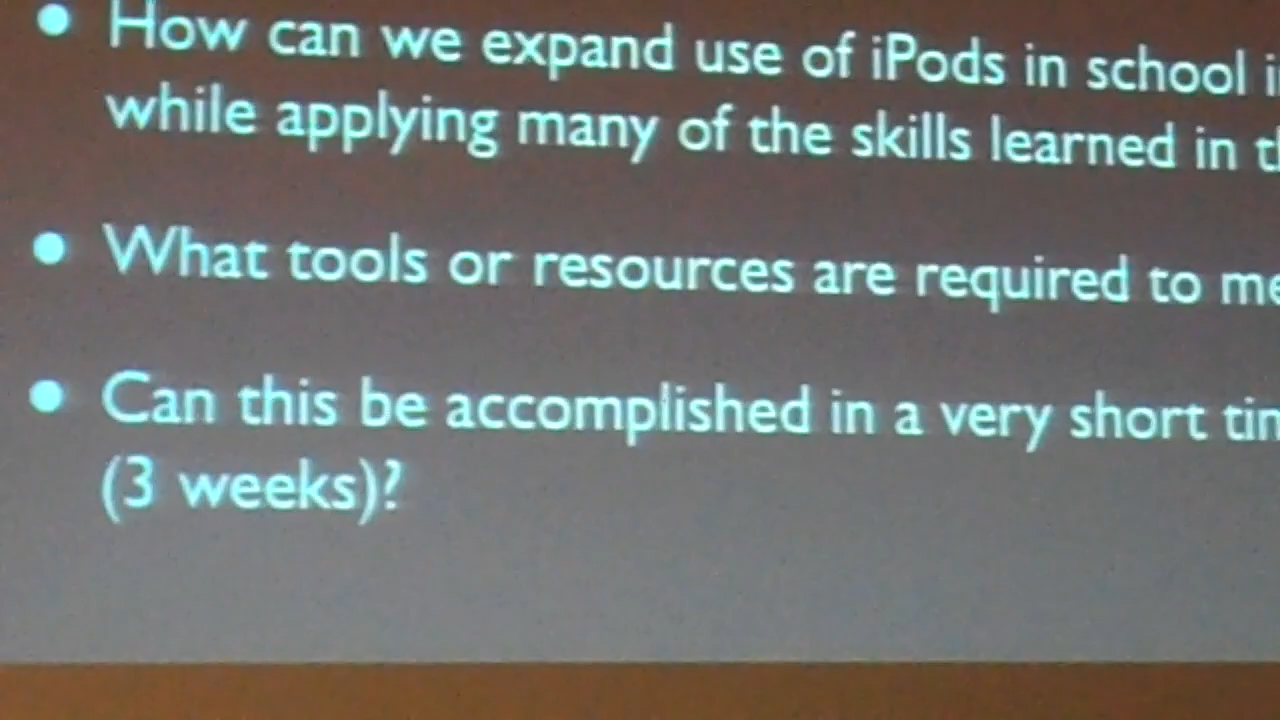 • How can we expand use of iPods in school
while applying many of the skills learned in
• What tools or resources are required to
• Can this be accomplished in a very short
(3 weeks)?